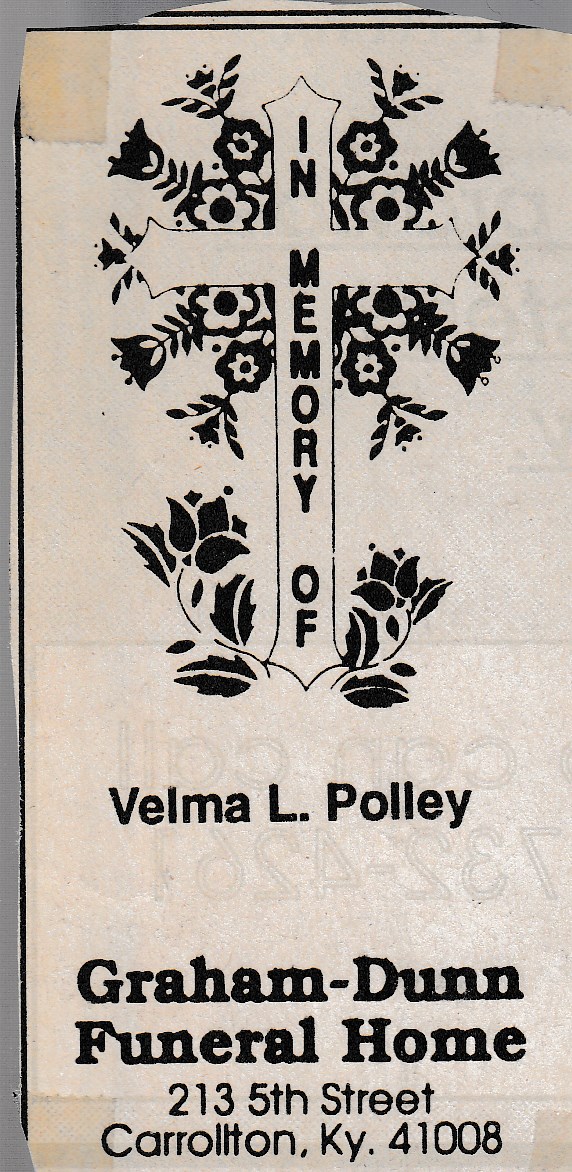 IN MEMORY OF
Velma L. Polley
Graham-Dunn
Funeral Home
213 5th Street
Carrollton, Ky. 41008